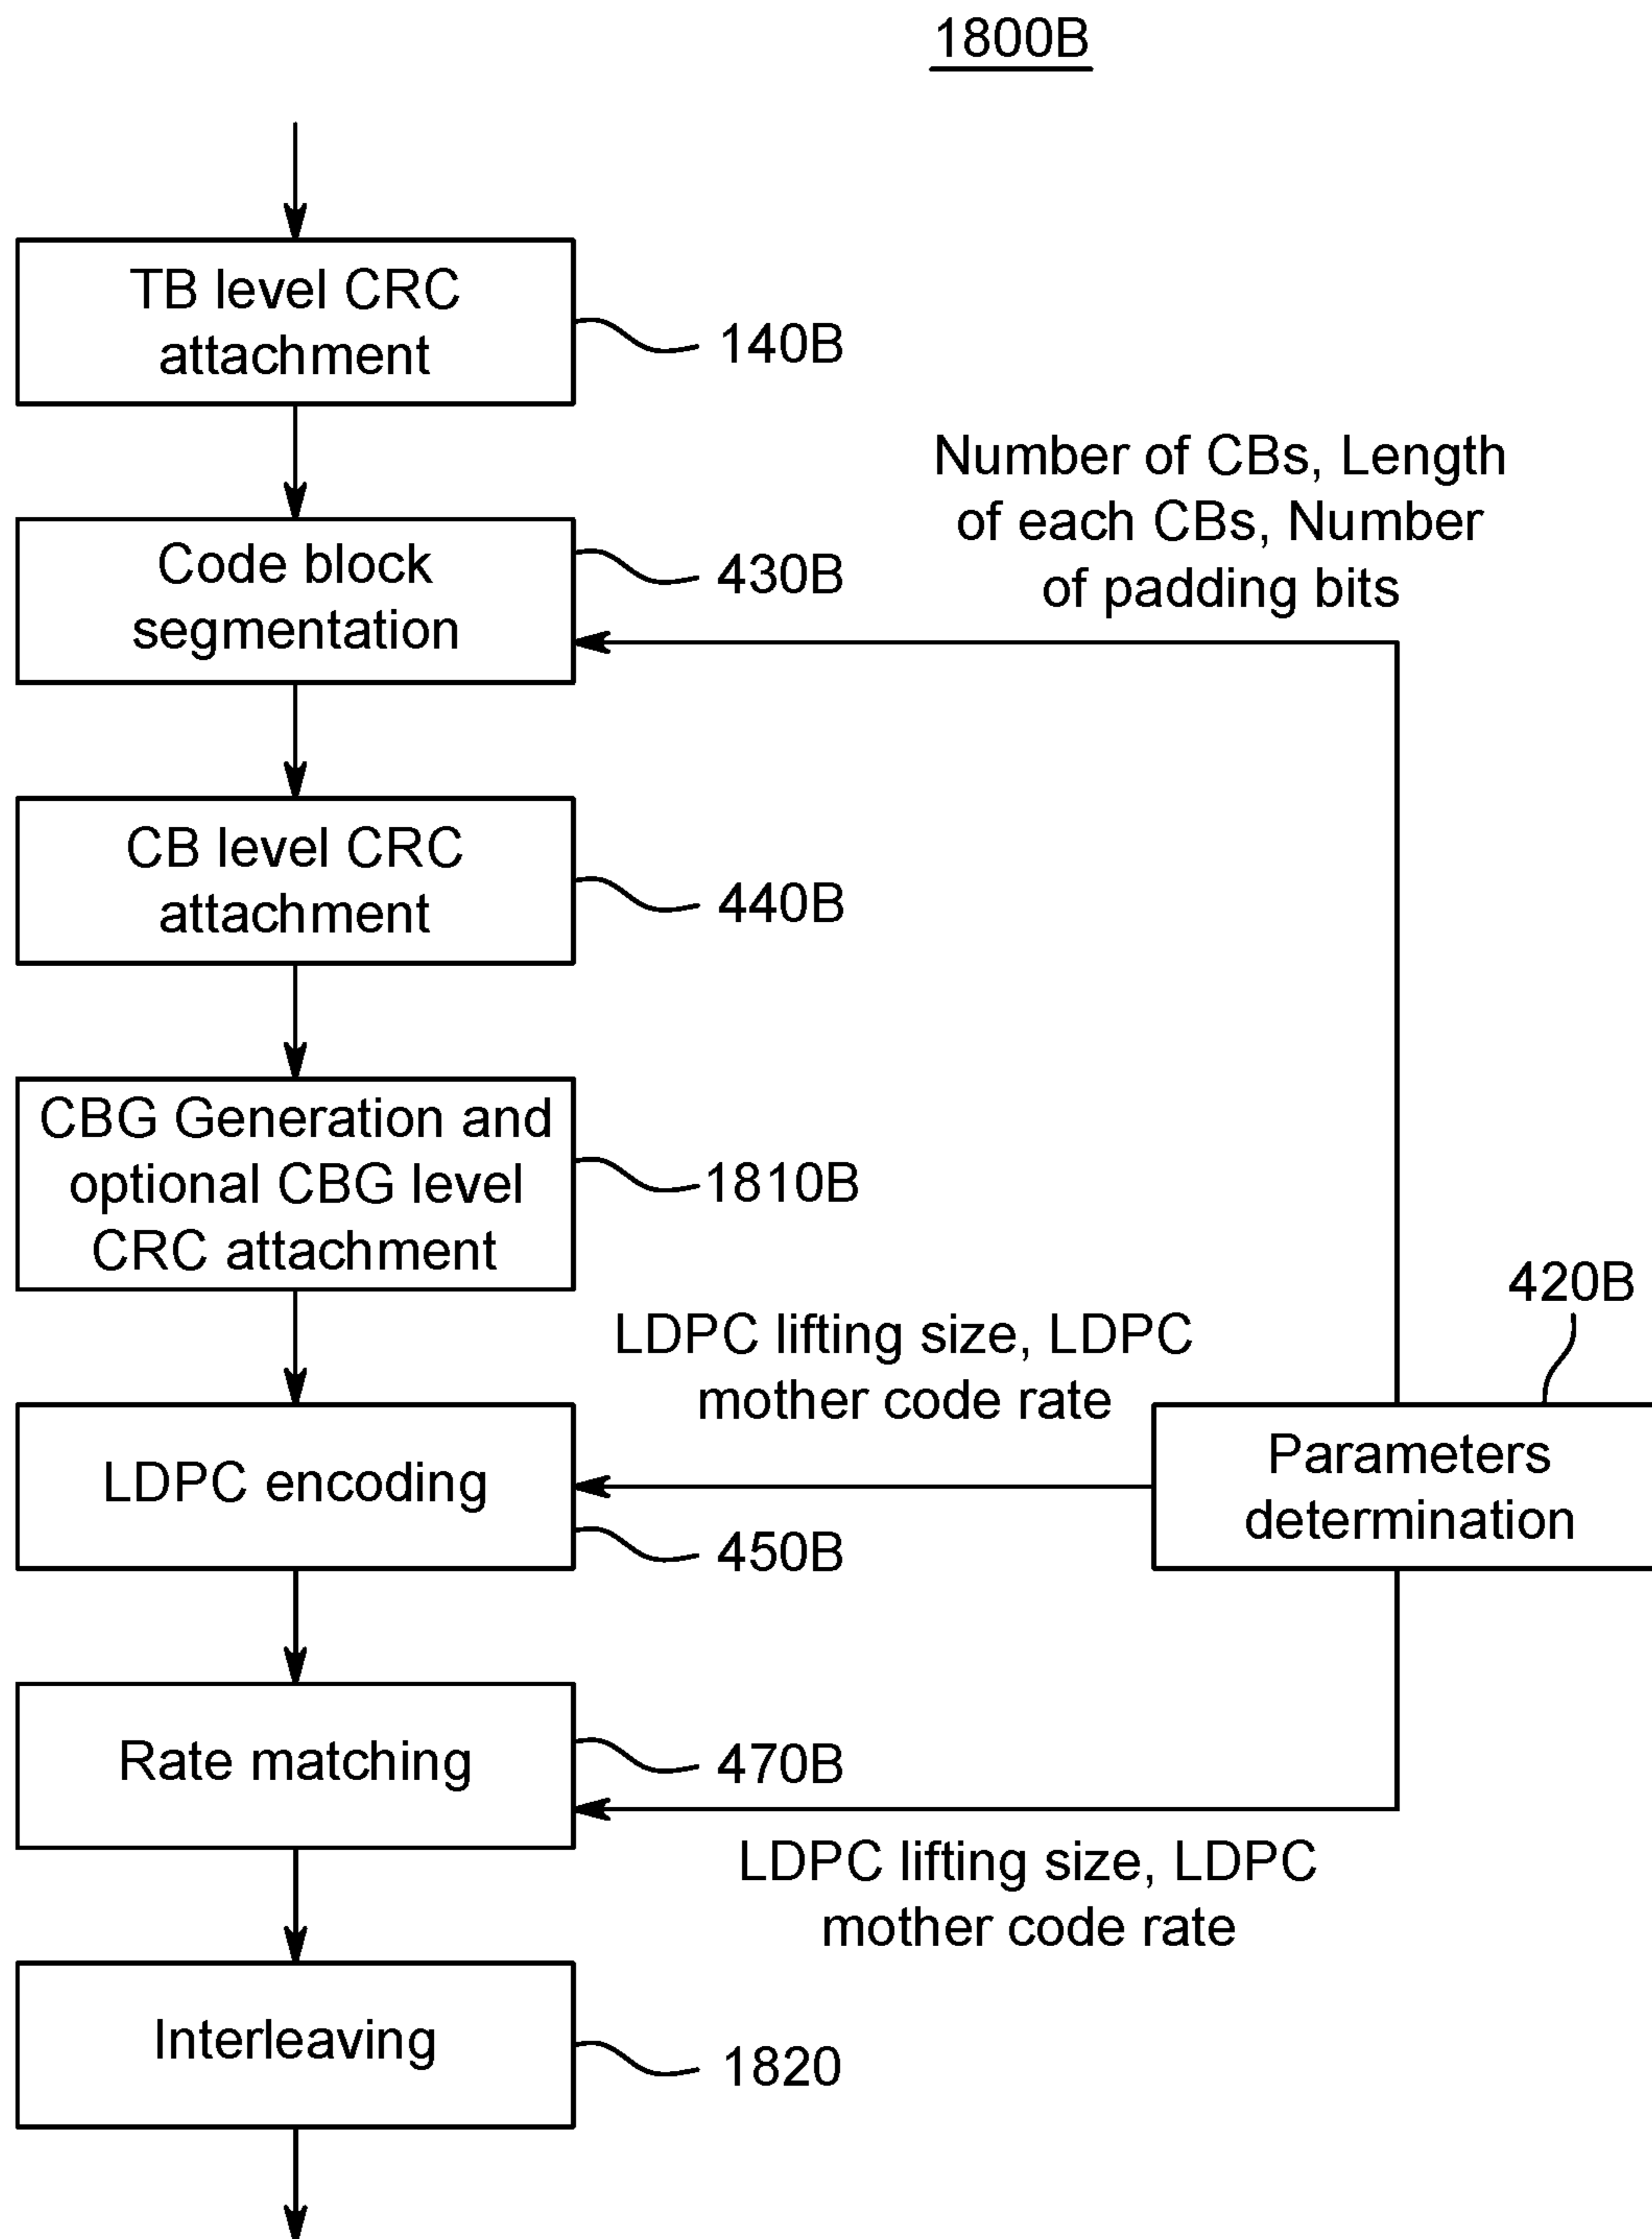 1800B
TB level CRC
attachment
140B
Number of CBs, Length
of each CBs, Number
of padding bits
Code block
segmentation
430B
CB level CRC
attachment
440B
CBG Generation and
optional CBG level
CRC attachment
1810B
420B
LDPC lifting size, LDPC
mother code rate
LDPC encoding
450B
Parameters
determination
Rate matching
470B
LDPC lifting size, LDPC
mother code rate
Interleaving
1820